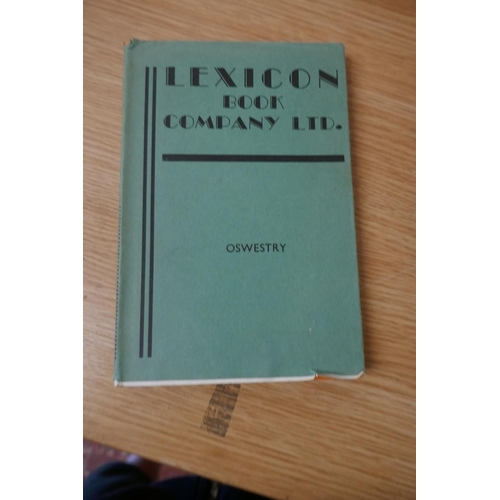 LEXICON
BOOK
COMPANY LTD.
OSWESTRY